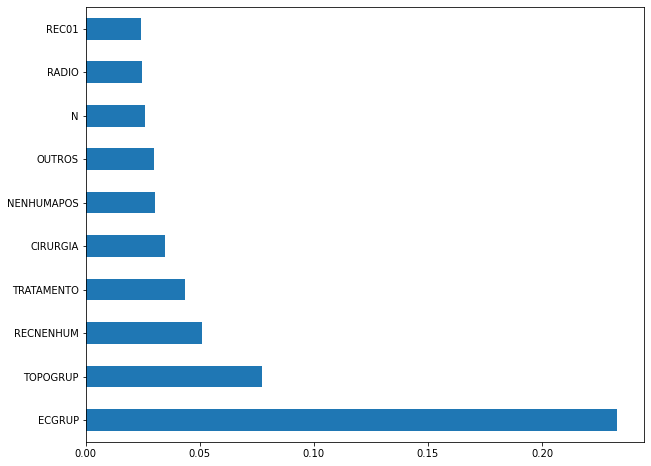 REC01
RADIO
N
OUTROS
NENHUMAPOS
CIRURGIA
TRATAMENTO
RECNENHUM
TOPOGRUP
ECGRUP
0.00 0.05 0.10 0.15 0.20